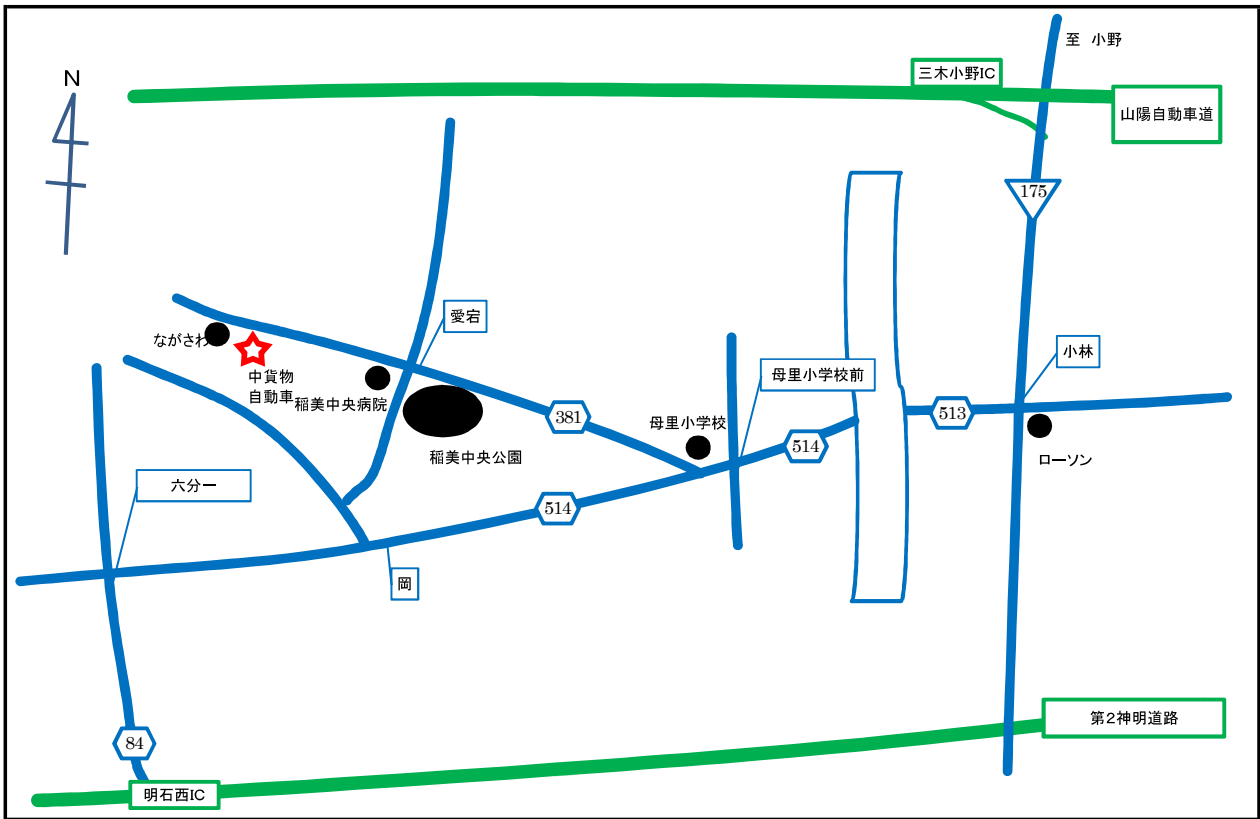 至 小野
三木小野IC
N
山陽自動車道
175
愛宕
ながさわ
小林
中貨物
自動車
稲美中央病院
母里小学校前
381
513
母里小学校
514
稲美中央公園
ローソン
六分一
514
岡
第2神明道路
84
明石西IC